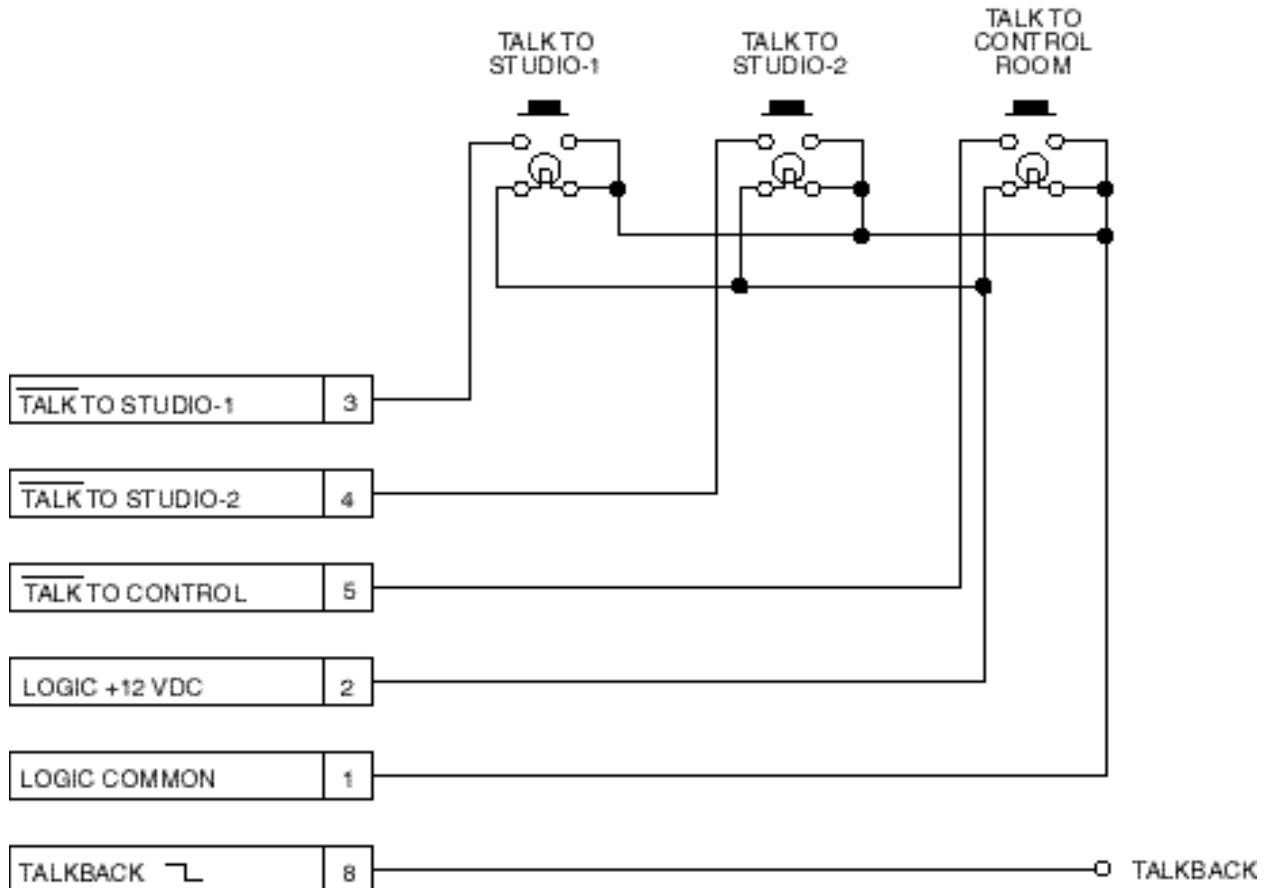 TALK TO
STUDIO-1
TALK TO
STUDIO-2
TALK TO
CONTROL
ROOM
TALK TO STUDIO-1 3
TALK TO STUDIO-2 4
TALK TO CONTROL 5
LOGIC +12 VDC 2
LOGIC COMMON 1
TALKBACK 8 TALKBACK